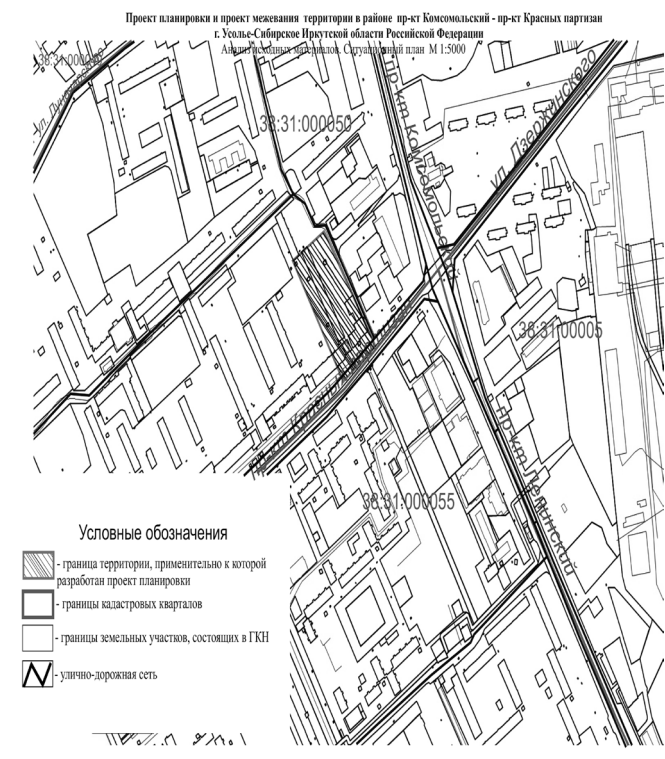 Проект планировки и проект межевания территории в районе пр-кт Комсомольский - пр-кт Красных партизан
г. Усолье-Сибирское Иркутской области Российской Федерации
Анализ исходных материалов. Ситуационный план М 1:5000
38:31:000050
ул. Дзержинского
38:31:00005
пр-кт Ленинский
38:31:000055
Условные обозначения
- граница территории, применительно к которой
разработан проект планировки
- границы кадастровых кварталов
- границы земельных участков, состоящих в ГКН
- улично-дорожная сеть